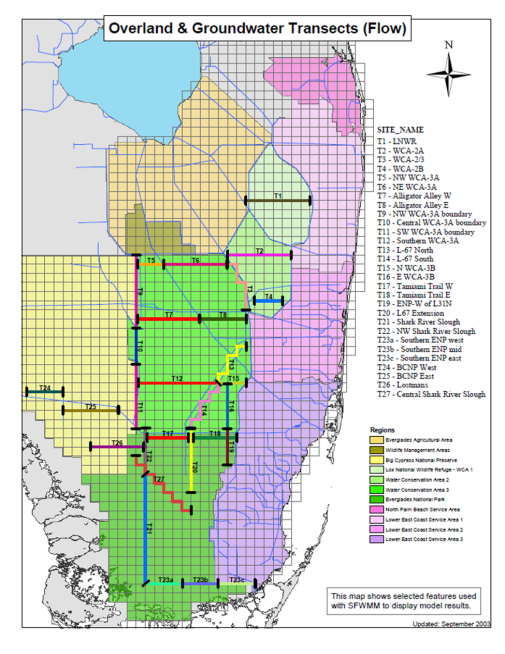 Overland & Groundwater Transects (Flow)
N
SITE_NAME
T1 - LNWR
T2 - WCA-2A
T3 - WCA-2/3
T4 - WCA-2B
T5 - NW WCA-3A
T6 - NE WCA-3A
T7 - Alligator Alley W
T8 - Alligator Alley E
T9 - NW WCA-3A boundary
T10 - Central WCA-3A boundary
T11 - SW WCA-3A boundary
T12 - Southern WCA-3A
T13 - L-67 North
T14 - L-67 South
T15 - N WCA-3B
T16 - E WCA-3B
T17 - Tamiami Trail W
T18 - Tamiami Trail E
T19 - ENP-W of L31N
T20 - L67 Extension
T21 - Shark River Slough
T22 - NW Shark River Slough
T23a - Southern ENP west
T23b - Southern ENP mid
T23c - Southern ENP east
T24 - BCNP West
T25 - BCNP East
T26 - Lostmans
T27 - Central Shark River Slough
T1
T2
T5
T6
T3
T9
T4
T7
T8
T10
T13
T12
T15
T24
T25
T11
T14
T16
T17
T18
T26
T19
T22
T20
T27
T21
T23a
T23b
T23c
Regions
Everglades Agricultural Area
Wildlife Management Areas
Big Cypress National Preserve
Lox National Wildlife Refuge - WCA 1
Water Conservation Area 2
Water Conservation Area 3
Everglades National Park
North Palm Beach Service Area
Lower East Coast Service Area 1
Lower East Coast Service Area 2
Lower East Coast Service Area 3
This map shows selected features used
with SFWMM to display model results.
Updated: September 2003